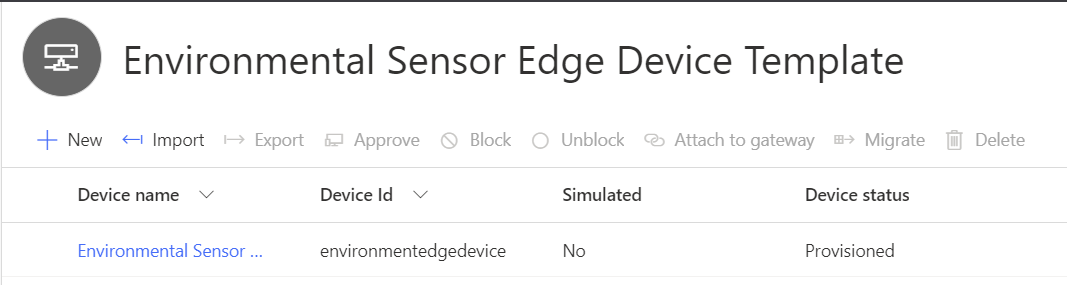 Environmental Sensor Edge Device Template
New Import Export Approve Block Unblock Attach to gateway Migrate Delete
Device name Device Id Simulated Device status
Environmental Sensor ... environmentedgedevice No Provisioned